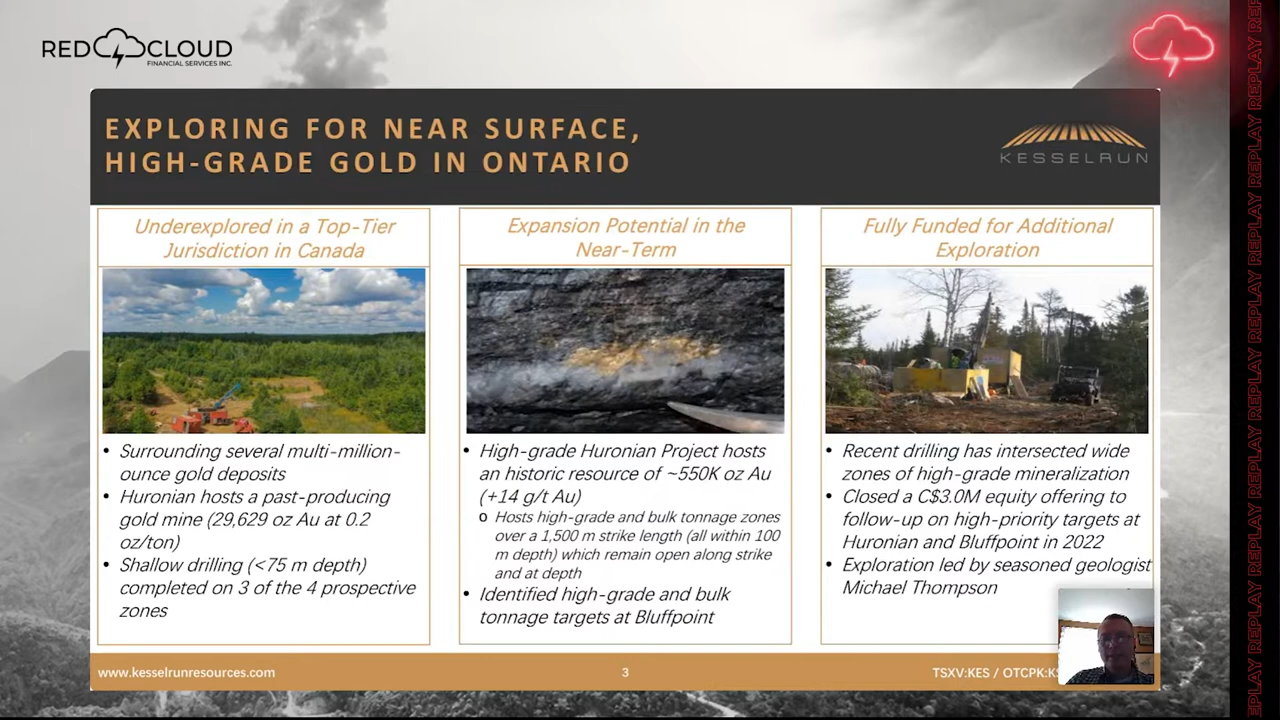 RED CLOUD
FINANCIAL SERVICES INC.
EXPLORING FOR NEAR SURFACE,
HIGH-GRADE GOLD IN ONTARIO
KESSELRUN
Underexplored in a Top-Tier
Jurisdiction in Canada
• Surrounding several multi-million-
ounce gold deposits
• Huronian hosts a past-producing
gold mine (29,629 oz Au at 0.2
oz/ton)
• Shallow drilling (<75 m depth)
completed on 3 of the 4 prospective
zones
Expansion Potential in the
Near-Term
• High-grade Huronian Project hosts
an historic resource of ~550K oz Au
(+14 g/t Au)
o Hosts high-grade and bulk tonnage zones
over a 1,500 m strike length (all within 100
m depth) which remain open along strike
and at depth
• Identified high-grade and bulk
tonnage targets at Bluffpoint
Fully Funded for Additional
Exploration
• Recent drilling has intersected wide
zones of high-grade mineralization
• Closed a C$3.0M equity offering to
follow-up on high-priority targets at
Huronian and Bluffpoint in 2022
• Exploration led by seasoned geologist
Michael Thompson
www.kesselrunresources.com
3
TSXV:KES / OTCPK:
REPLAY REPLAY REPLAY REPLAY REPLAY REPLAY REPLAY REPLAY